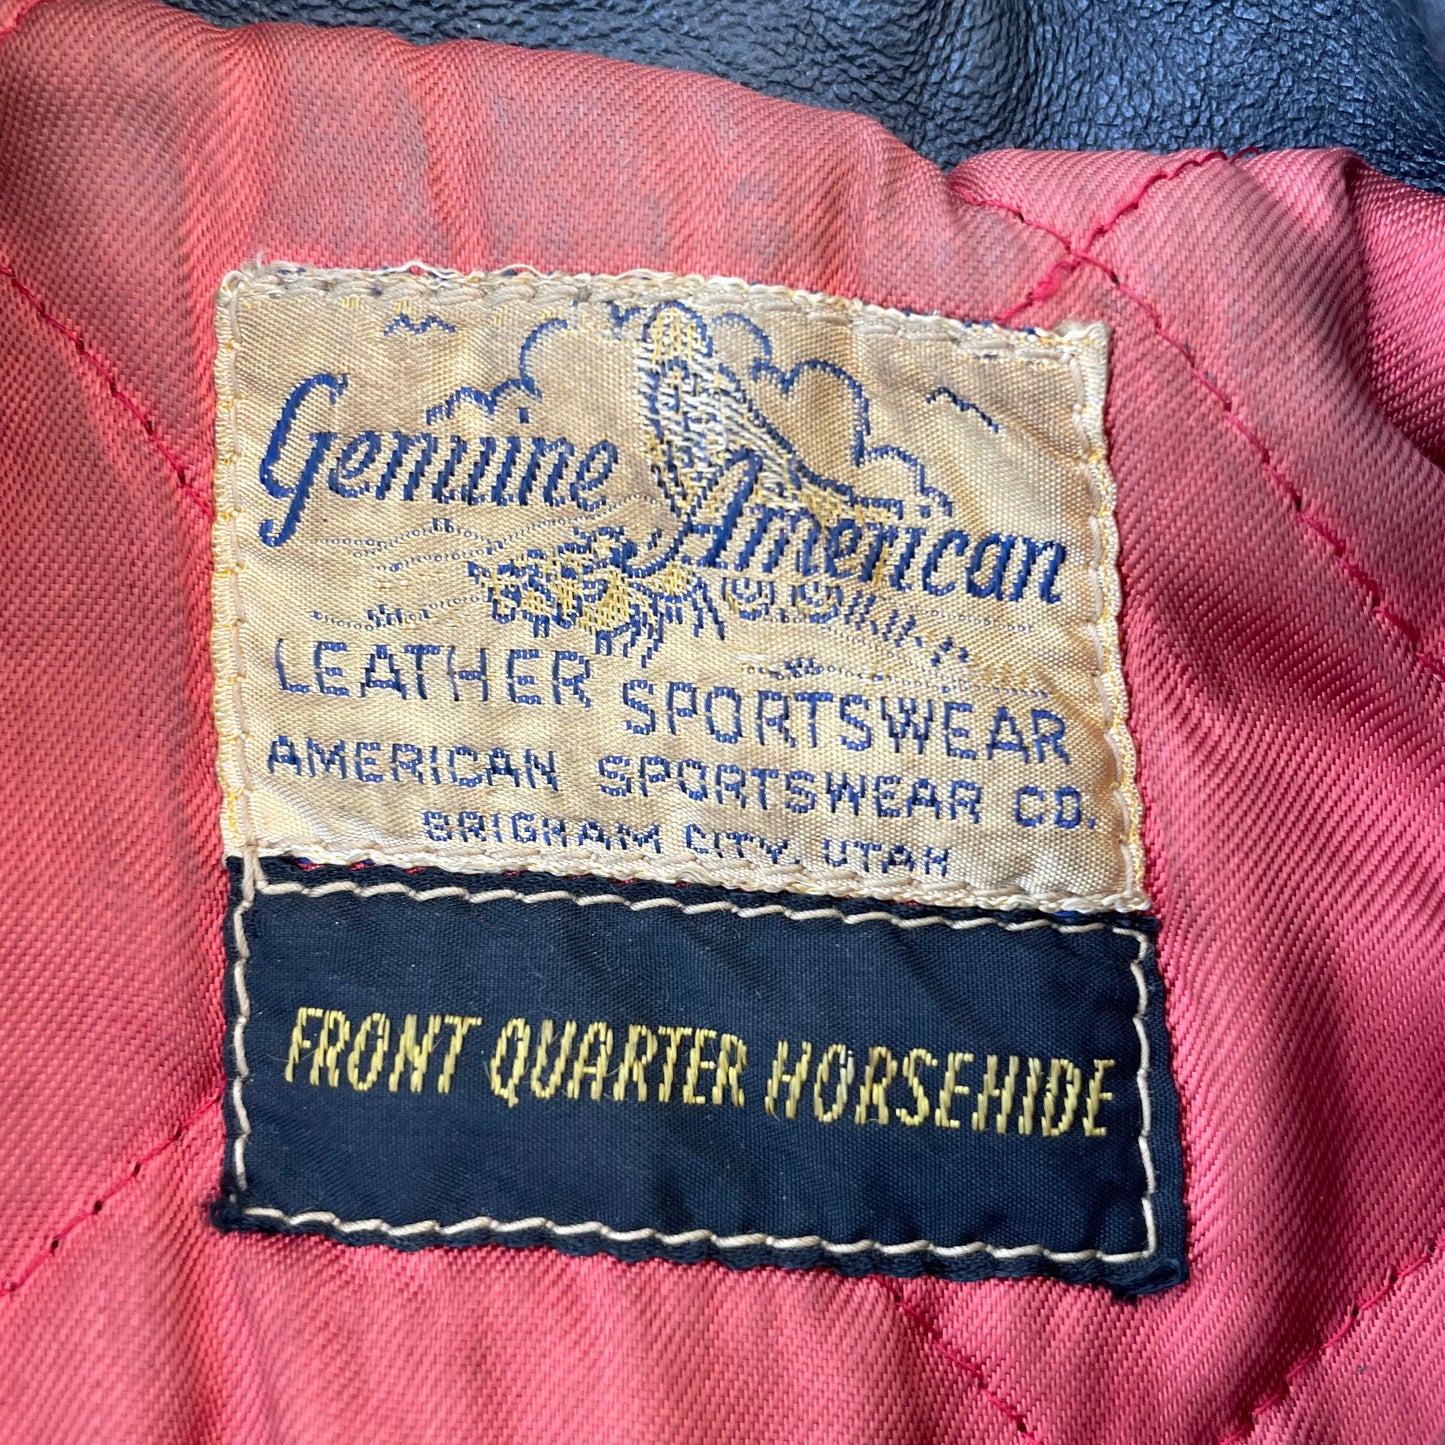 Genuine American
LEATHER SPORTSWEAR
AMERICAN SPORTSWEAR CO.
BRIGHAM CITY, UTAH
FRONT QUARTER HORSEHIDE